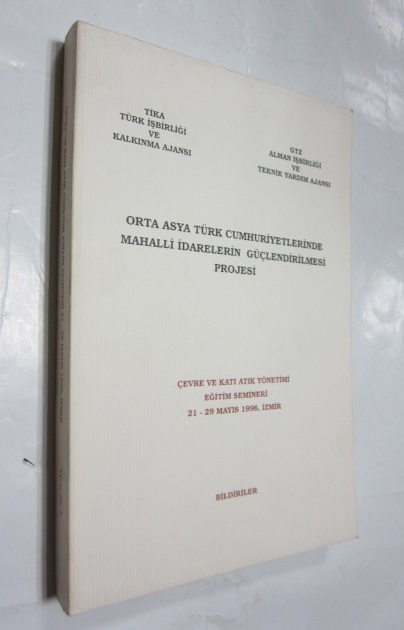 TİKA
TÜRK İŞBİRLİĞİ
VE
KALKINMA AJANSI
GTZ
ALMAN İŞBİRLİĞİ
VE
TEKNİK YARDIM AJANSI
ORTA ASYA TÜRK CUMHURİYETLERİNDE
MAHALLİ İDARELERİN GÜÇLENDİRİLMESİ
PROJESİ
ÇEVRE VE KATI ATIK YÖNETİMİ
EĞİTİM SEMİNERİ
21 - 29 MAYIS 1996, İZMİR
BİLDİRİLER